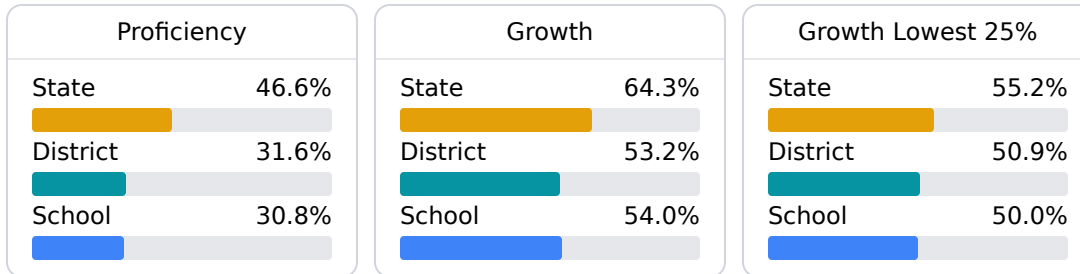 Proficiency
State 46.6%
District 31.6%
School 30.8%
Growth
State 64.3%
District 53.2%
School 54.0%
Growth Lowest 25%
State 55.2%
District 50.9%
School 50.0%